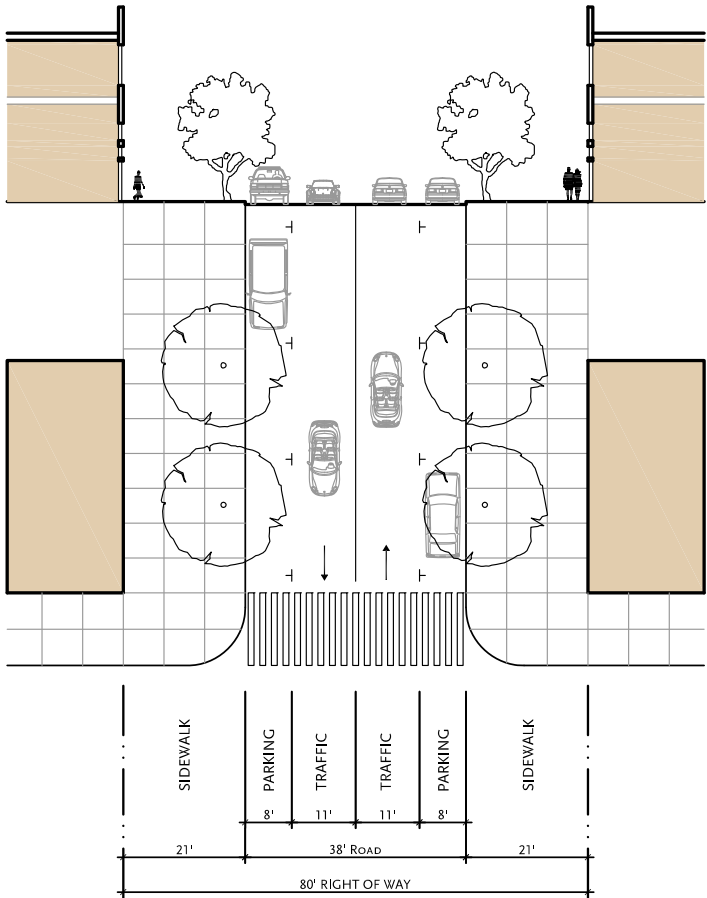 SIDEWALK
PARKING
TRAFFIC
TRAFFIC
PARKING
SIDEWALK
8'
11'
11'
8'
21'
38' ROAD
21'
80' RIGHT OF WAY